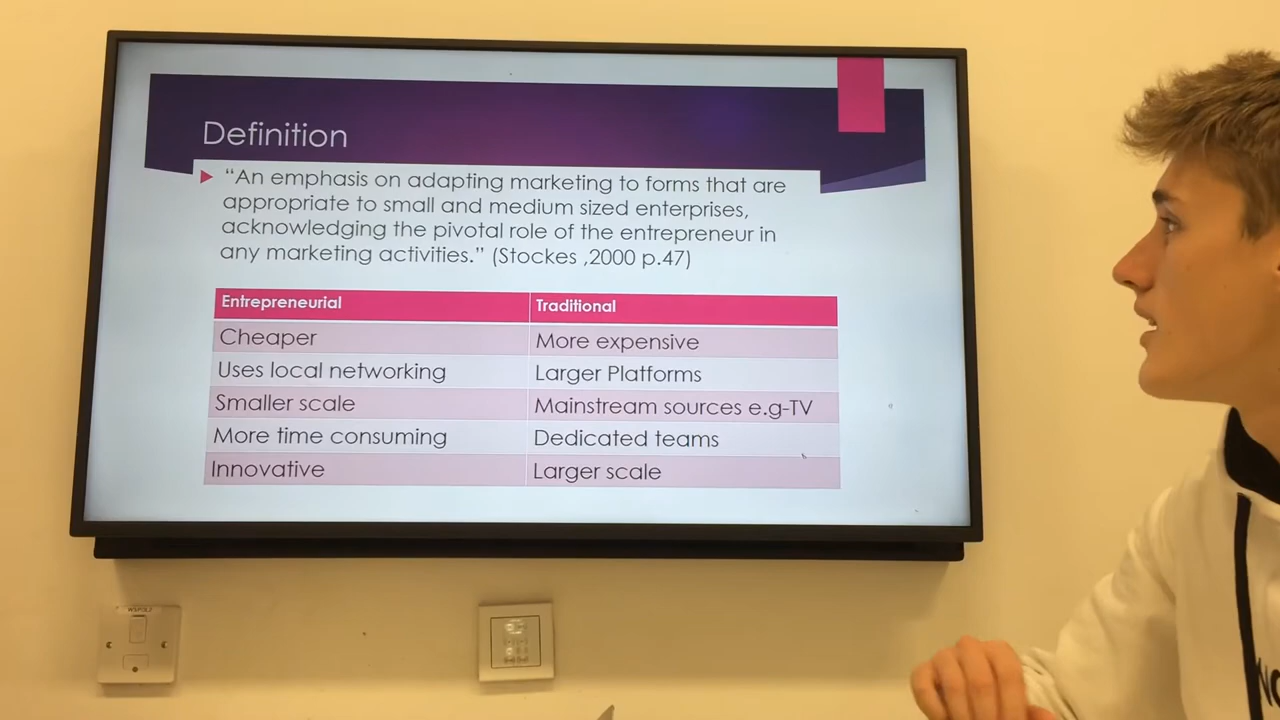 Definition
“An emphasis on adapting marketing to forms that are
appropriate to small and medium sized enterprises,
acknowledging the pivotal role of the entrepreneur in
any marketing activities.” (Stockes ,2000 p.47)
Entrepreneurial Traditional
Cheaper More expensive
Uses local networking Larger Platforms
Smaller scale Mainstream sources e.g-TV
More time consuming Dedicated teams
Innovative Larger scale